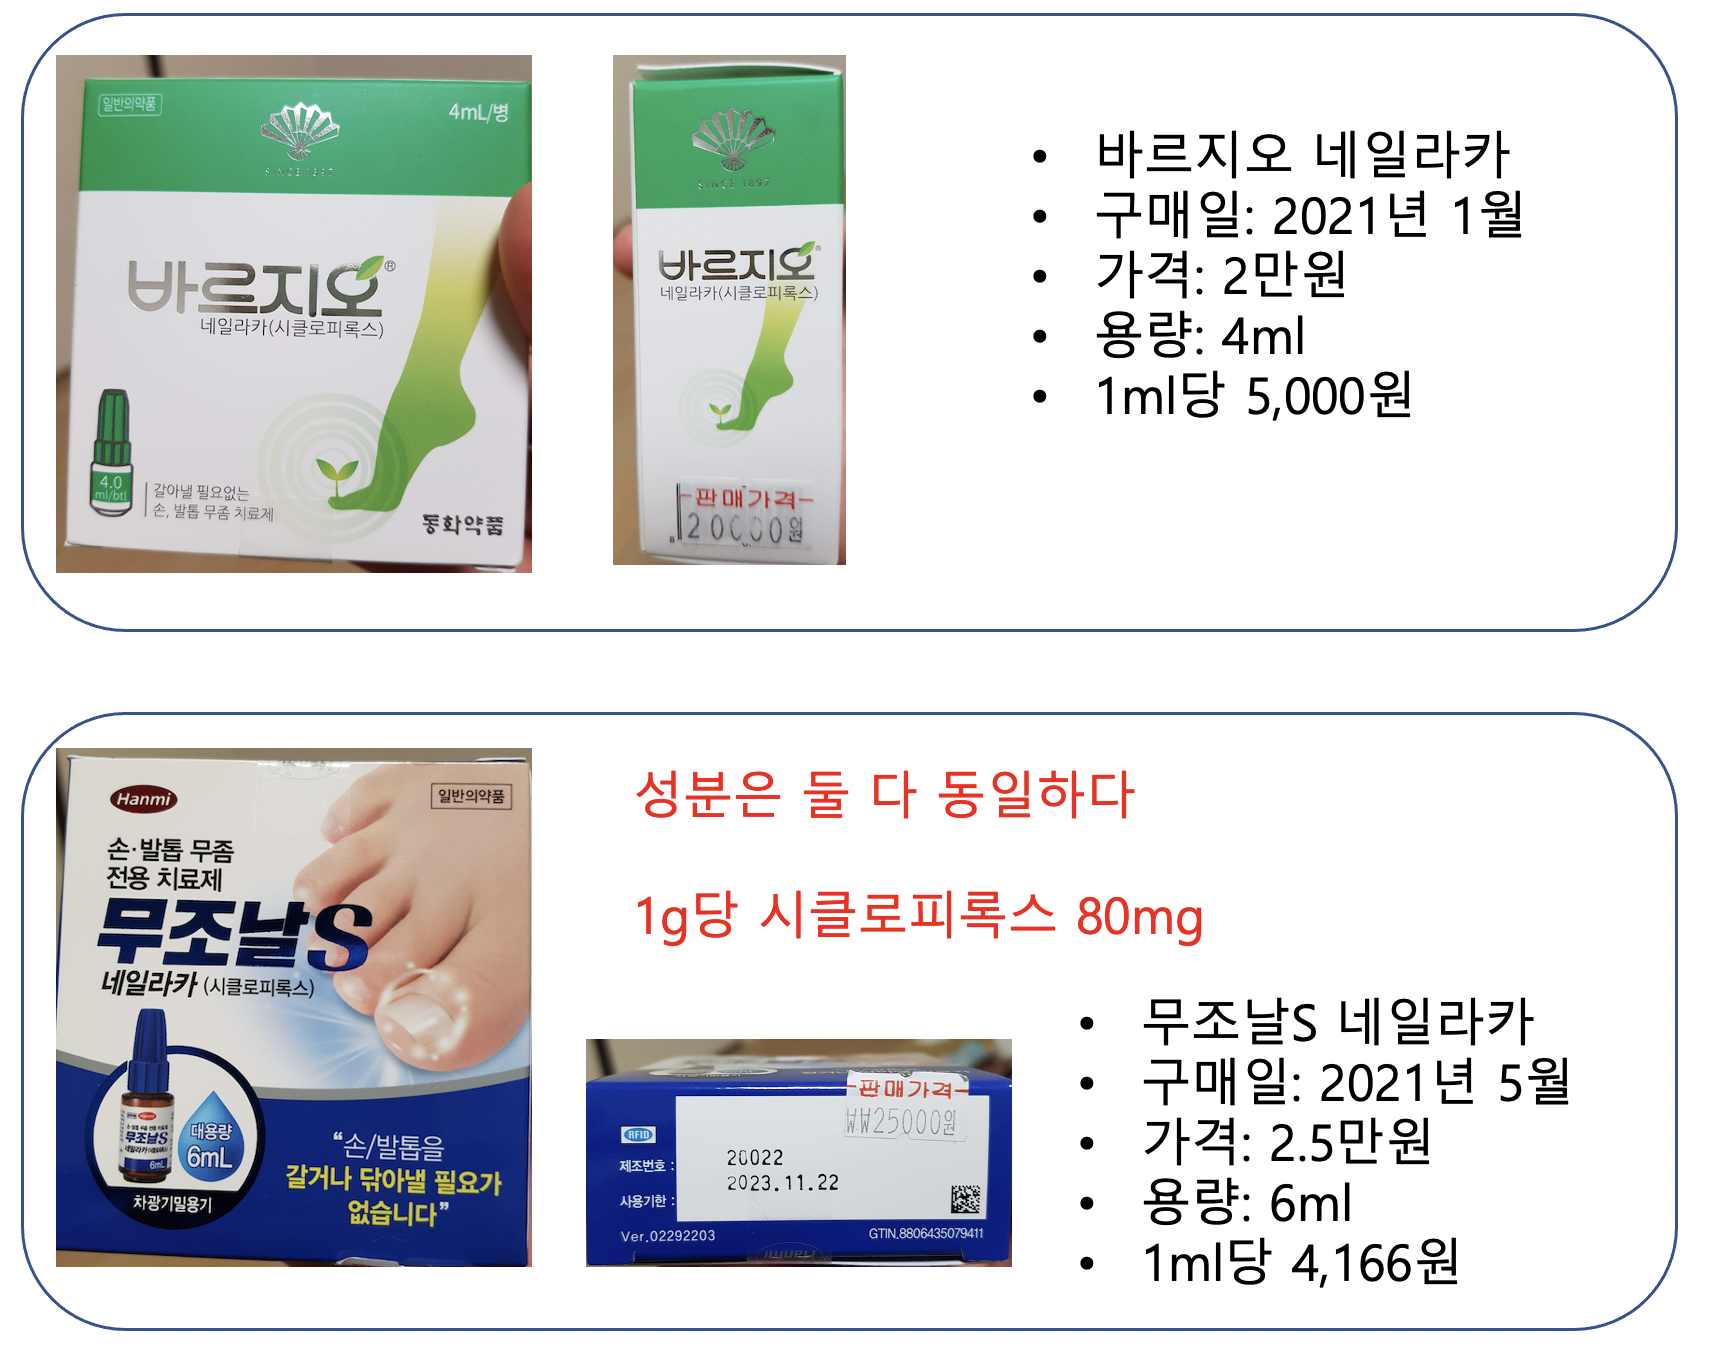 일반의약품
4mL/병
SINCE 1897
바르지오®
네일라카(시클로피록스)
4.0
ml/btl
갈아낼 필요없는
손, 발톱 무좀 치료제
동화약품
SINCE 1897
바르지오®
네일라카(시클로피록스)
판매가격
20000원
• 바르지오 네일라카
• 구매일: 2021년 1월
• 가격: 2만원
• 용량: 4ml
• 1ml당 5,000원
Hanmi
일반의약품
손·발톱 무좀
전용 치료제
무조날S
네일라카 (시클로피록스)
Hanmi
무조날S
네일라카
6mL
대용량
6mL
차광기밀용기
“손/발톱을
갈거나 닦아낼 필요가
없습니다”
성분은 둘 다 동일하다
1g당 시클로피록스 80mg
판매가격
₩₩25000원
RFID
제조번호 : 20022
사용기한 : 2023.11.22
Ver.02292203
GTIN.8806435079411
Hanmi
• 무조날S 네일라카
• 구매일: 2021년 5월
• 가격: 2.5만원
• 용량: 6ml
• 1ml당 4,166원